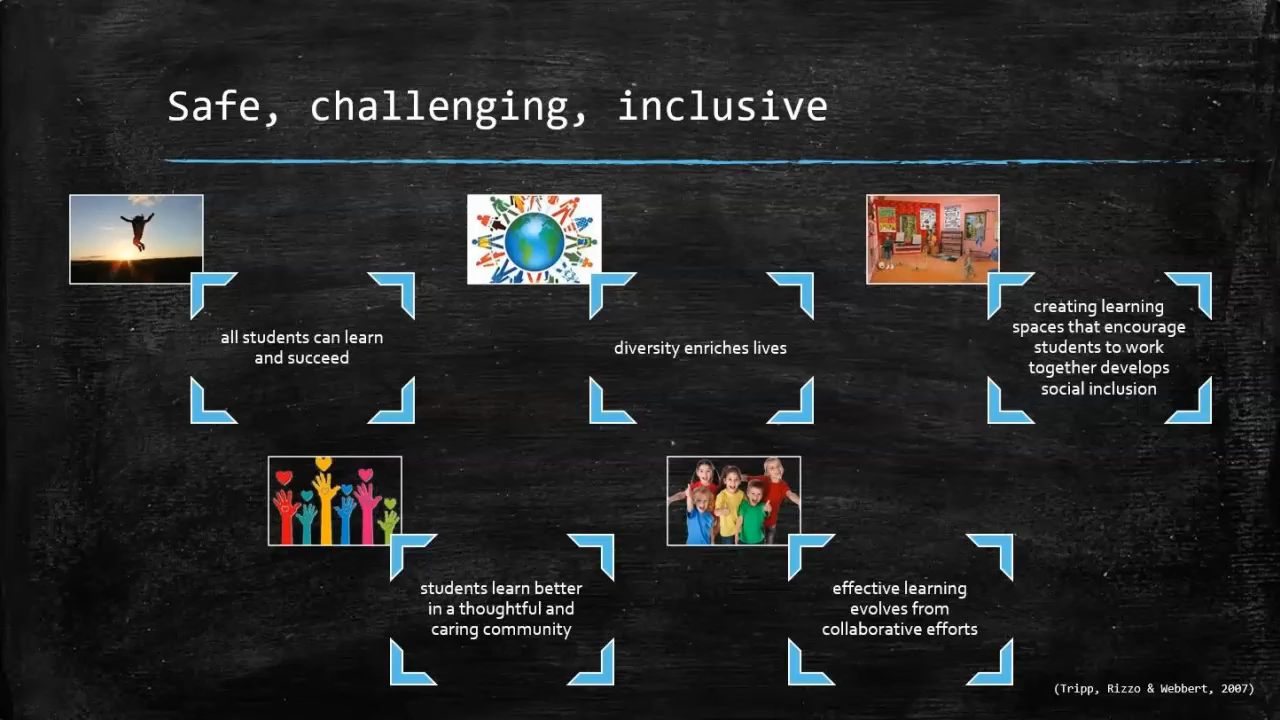 Safe, challenging, inclusive
all students can learn
and succeed
diversity enriches lives
creating learning
spaces that encourage
students to work
together develops
social inclusion
students learn better
in a thoughtful and
caring community
effective learning
evolves from
collaborative efforts
(Tripp, Rizzo & Webbert, 2007)